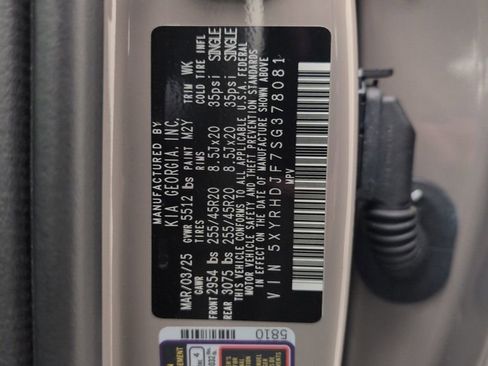 MANUFACTURED BY
KIA GEORGIA, INC.
MAR/03/25 GVWR 5512 lbs PAINT M2Y TRIM WK
GAWR TIRES RIMS COLD TIRE INFL
FRONT 2954 lbs 255/45R20 8.5Jx20 35psi SINGLE
REAR 3075 lbs 255/45R20 8.5Jx20 35psi SINGLE
THIS VEHICLE CONFORMS TO ALL APPLICABLE U.S.A. FEDERAL
MOTOR VEHICLE SAFETY AND THEFT PREVENTION STANDARDS
IN EFFECT ON THE DATE OF MANUFACTURE SHOWN ABOVE
VIN 5XYRHDJF7SG378081
MPV
5810